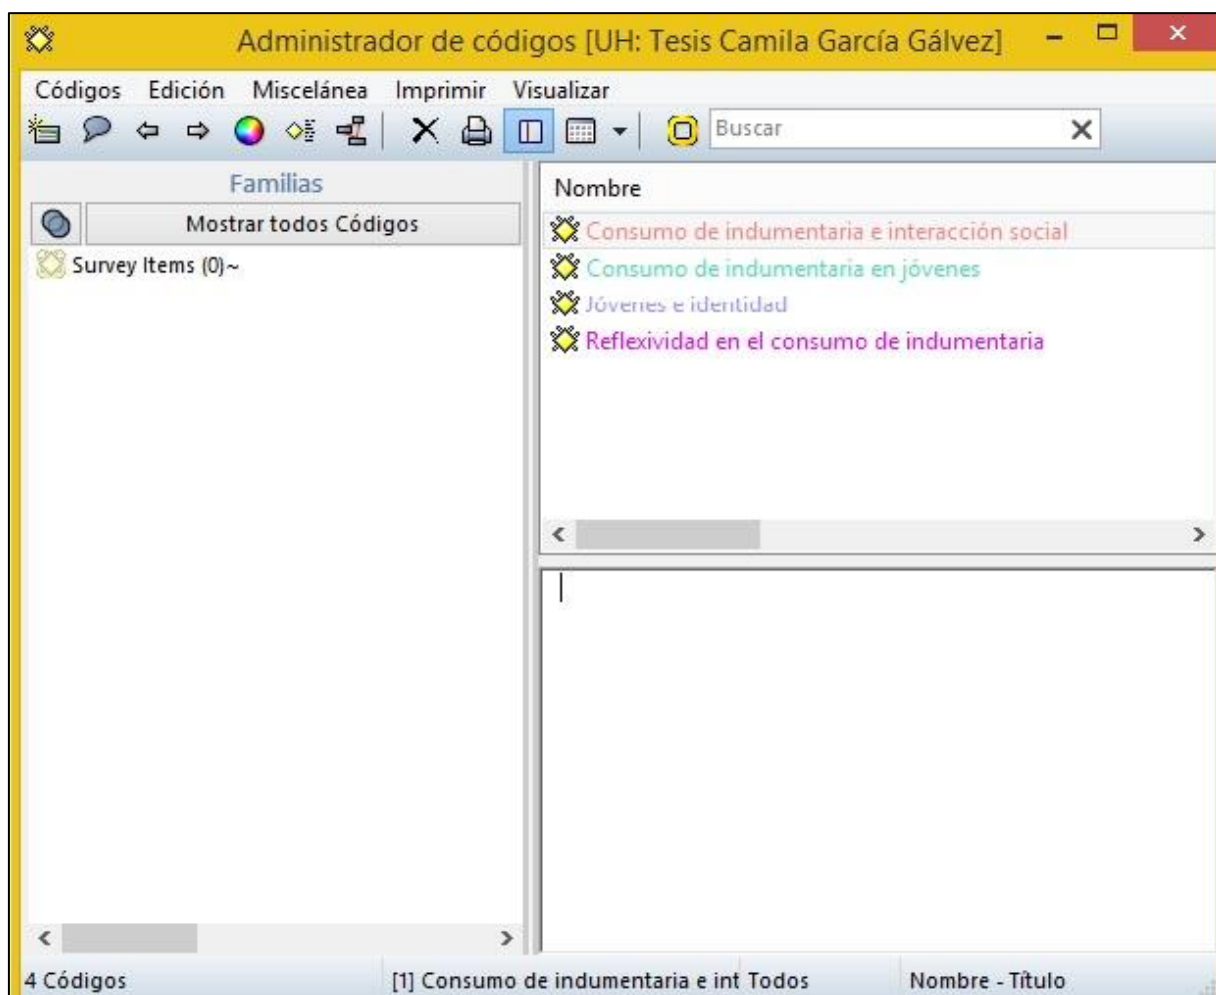 Administrador de códigos [UH: Tesis Camila García Gálvez]
Códigos Edición Miscelánea Imprimir Visualizar
Buscar
Familias
Mostrar todos Códigos
Survey Items (0)~
Nombre
Consumo de indumentaria e interacción social
Consumo de indumentaria en jóvenes
Jóvenes e identidad
Reflexividad en el consumo de indumentaria
4 Códigos [1] Consumo de indumentaria e int Todos Nombre - Título